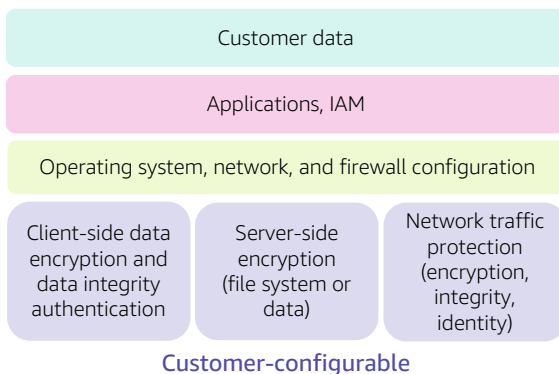 Customer data
Applications, IAM
Operating system, network, and firewall configuration
Client-side data
encryption and
data integrity
authentication
Server-side
encryption
(file system or
data)
Network traffic
protection
(encryption,
integrity,
identity)
Customer-configurable